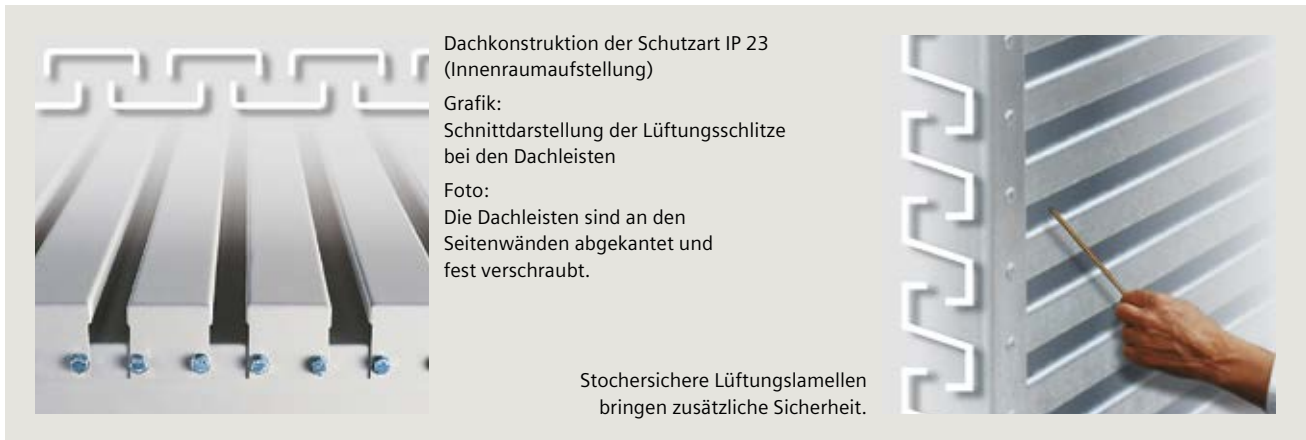 Dachkonstruktion der Schutzart IP 23
(Innenraumaufstellung)
Grafik:
Schnittdarstellung der Lüftungsschlitze
bei den Dachleisten
Foto:
Die Dachleisten sind an den
Seitenwänden abgekantet und
fest verschraubt.
Stochersichere Lüftungslamellen
bringen zusätzliche Sicherheit.